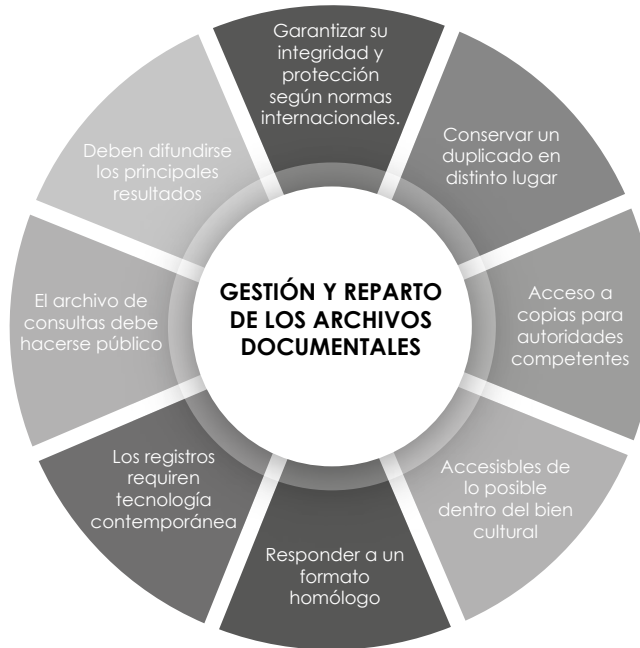 Garantizar su
integridad y
protección
según normas
internacionales.
Conservar un
duplicado en
distinto lugar
Acceso a
copias para
autoridades
competentes
Accesibles de
lo posible
dentro del bien
cultural
Responder a un
formato
homólogo
Los registros
requiren
tecnología
contemporánea
El archivo de
consultas debe
hacerse público
Deben difundirse
los principales
resultados
GESTIÓN Y REPARTO
DE LOS ARCHIVOS
DOCUMENTALES